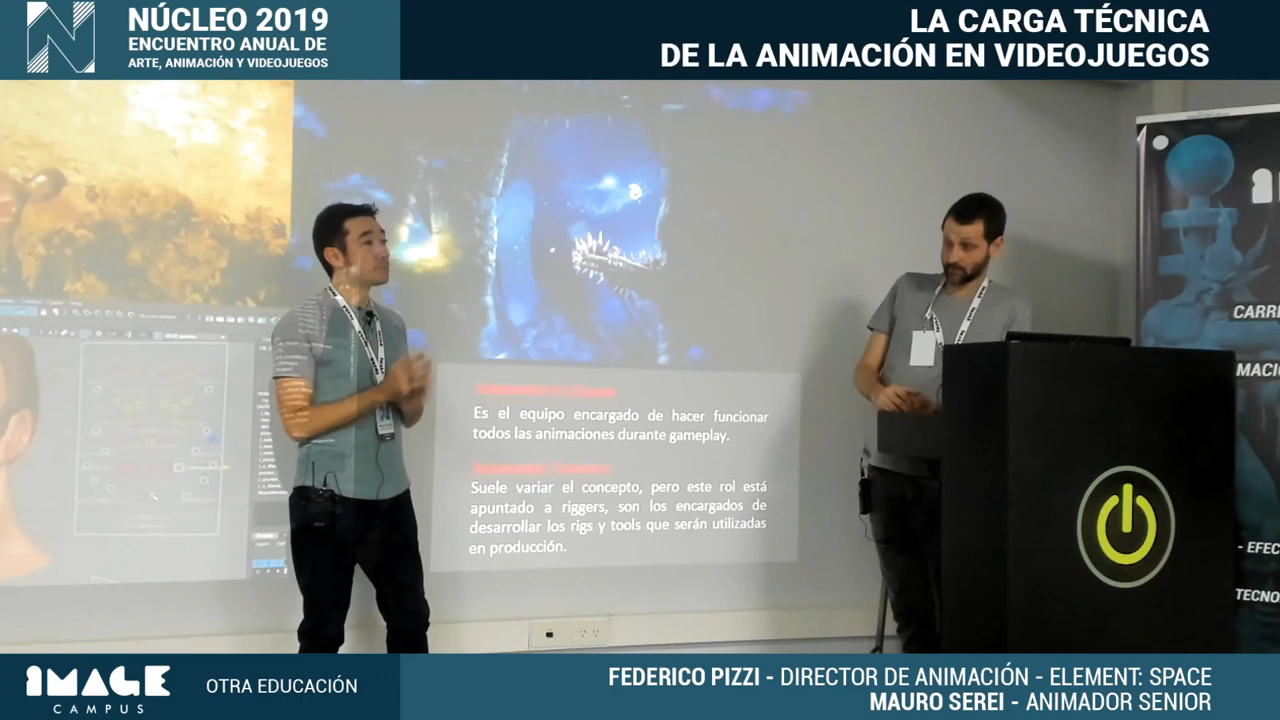 NÚCLEO 2019
ENCUENTRO ANUAL DE
ARTE, ANIMACIÓN Y VIDEOJUEGOS
LA CARGA TÉCNICA
DE LA ANIMACIÓN EN VIDEOJUEGOS
Es el equipo encargado de hacer funcionar
todos las animaciones durante gameplay.
Suele variar el concepto, pero este rol está
apuntado a riggers, son los encargados de
desarrollar los rigs y tools que serán utilizadas
en producción.
CARRE
MACIÓ
- EFEC
TECNO
IMAGE
CAMPUS
OTRA EDUCACIÓN
FEDERICO PIZZI - DIRECTOR DE ANIMACIÓN - ELEMENT: SPACE
MAURO SEREI - ANIMADOR SENIOR